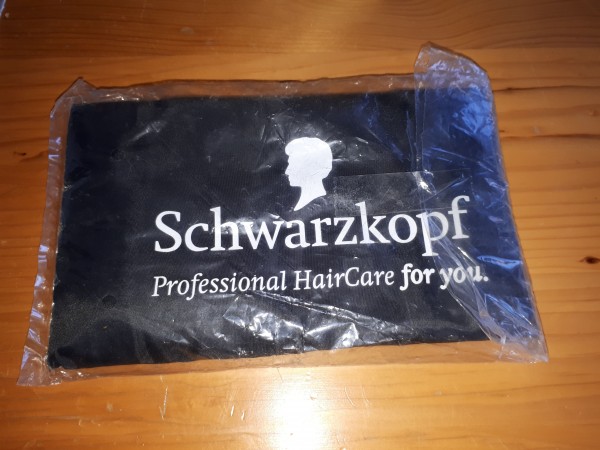 Schwarzkopf
Professional HairCare for you.